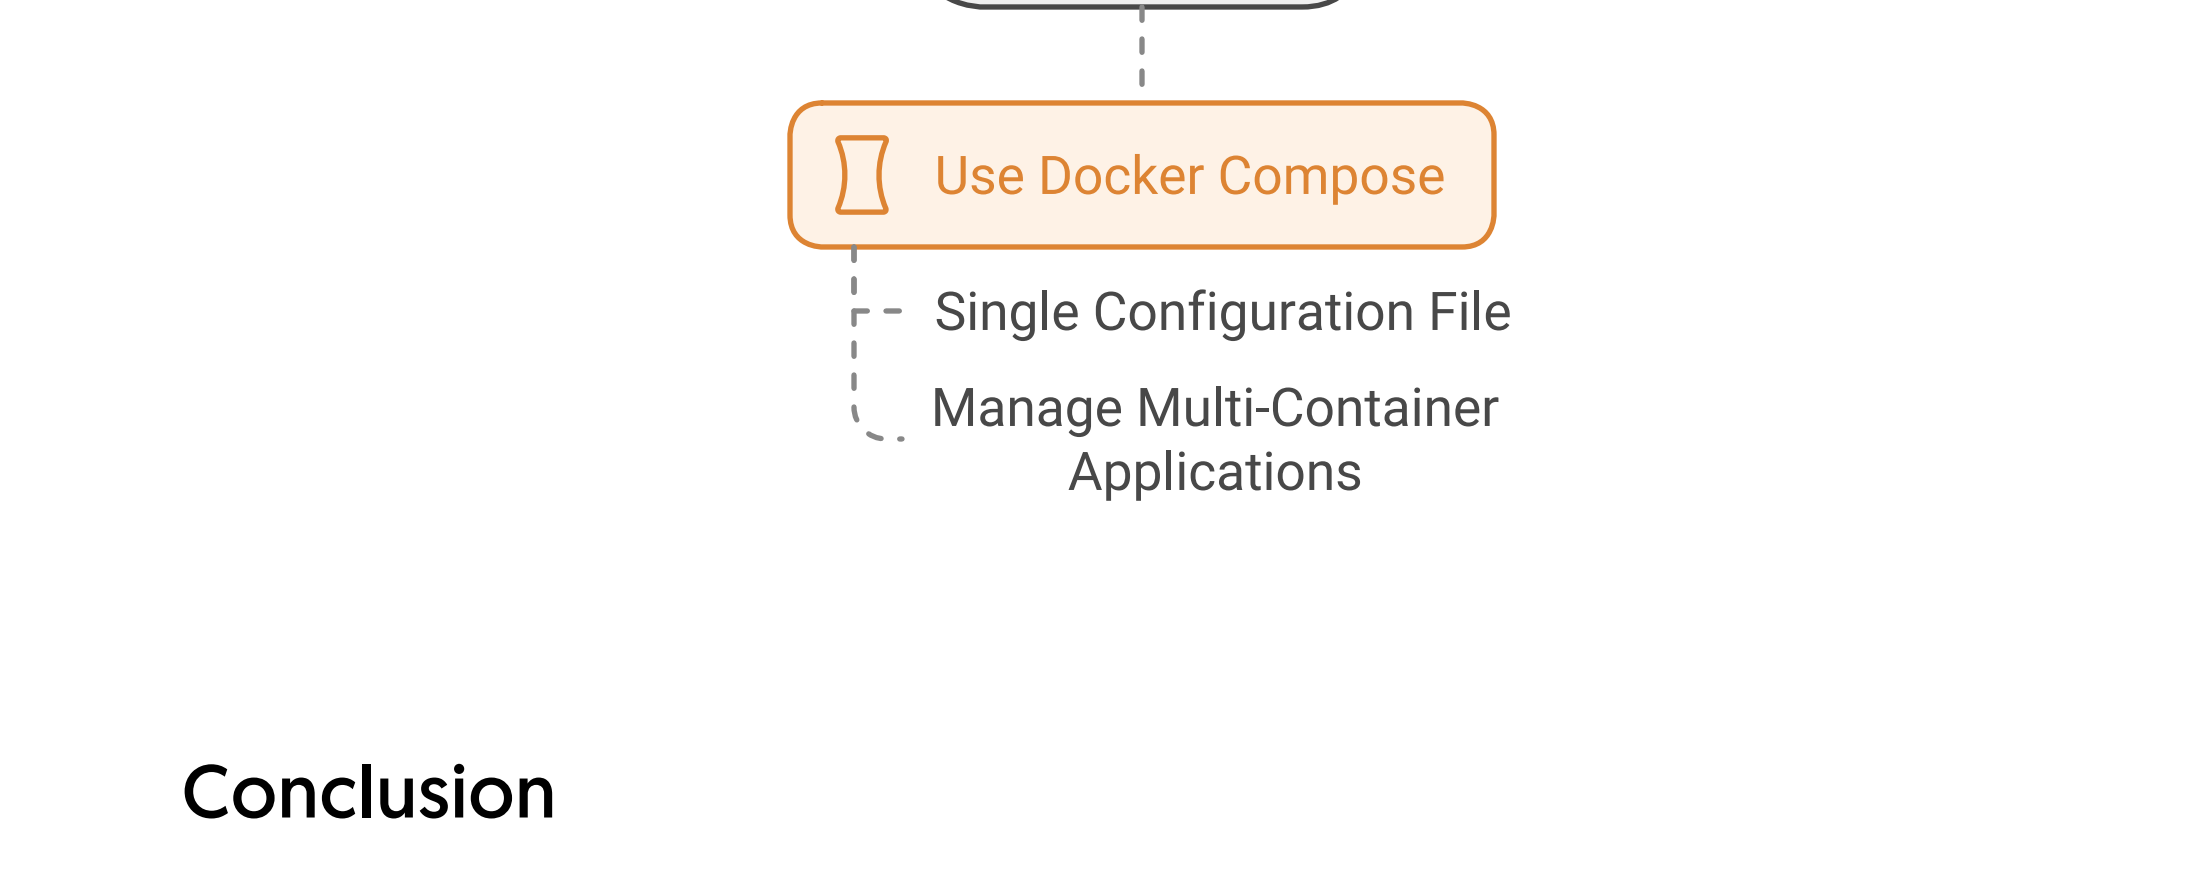 Use Docker Compose
Single Configuration File
Manage Multi-Container
Applications
Conclusion